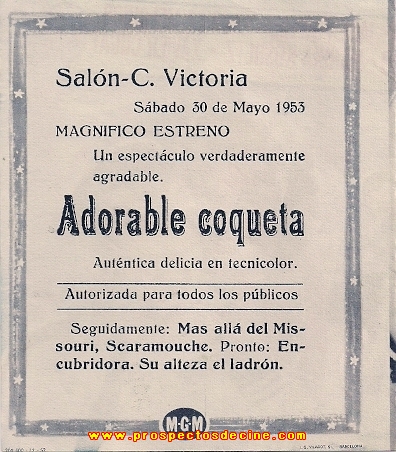 Salón-C. Victoria
Sábado 30 de Mayo 1953
MAGNIFICO ESTRENO
Un espectáculo verdaderamente
agradable.
Adorable coqueta
Auténtica delicia en tecnicolor.
Autorizada para todos los públicos
Seguidamente: Mas allá del Mis-
souri, Scaramouche. Pronto: En-
cubridora. Su alteza el ladrón.
M-G-M
www.prospectosdecine.com
BARCELONA